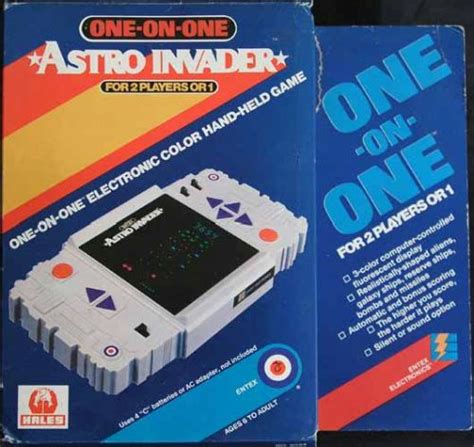 ONE-ON-ONE
ASTRO INVADER
FOR 2 PLAYERS OR 1
ONE-ON-ONE ELECTRONIC COLOR HAND-HELD GAME
ASTRO INVADER
Uses 4 "C" batteries or AC adapter, not included
ENTEX
AGES 8 TO ADULT
HALES
ONE
-ON-
ONE
FOR 2 PLAYERS OR 1
3-color computer-controlled
fluorescent display
Realistically-shaped aliens,
galaxy ships, reserve ships,
bombs and missiles
Automatic and bonus scoring
The higher you score,
the harder it plays
Silent or sound option
ENTEX
ELECTRONICS